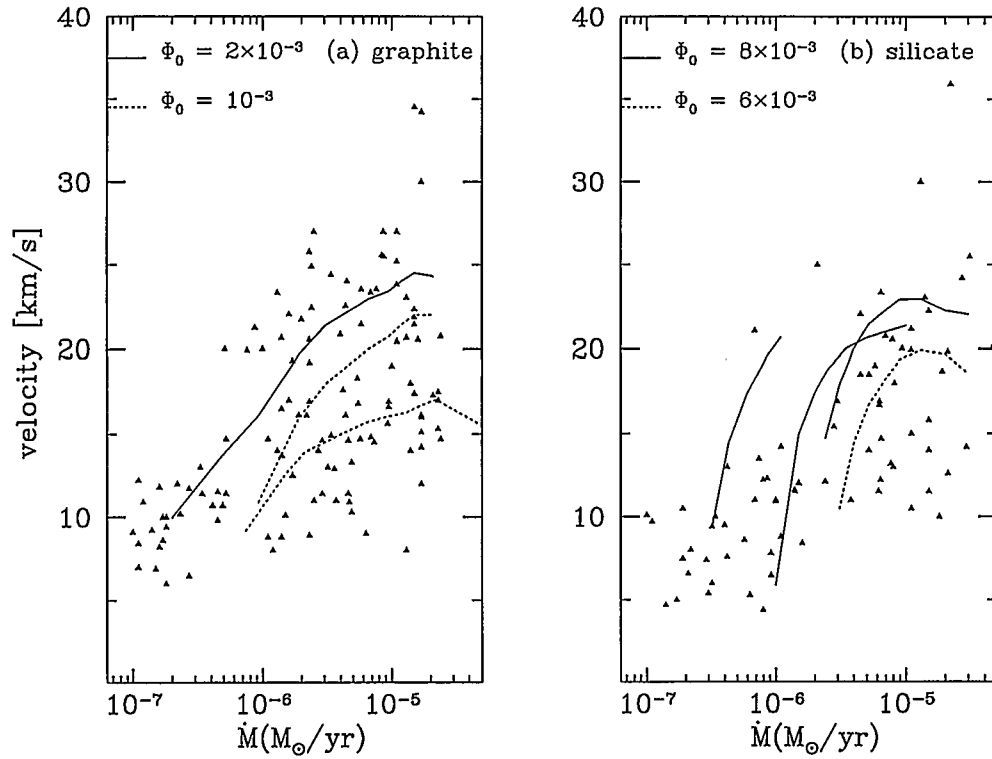 40
Φ₀ = 2×10⁻³ (a) graphite
Φ₀ = 10⁻³
30
20
10
velocity [km/s]
10⁻⁷ 10⁻⁶ 10⁻⁵
Ṁ(M⊙/yr)
40
Φ₀ = 8×10⁻³ (b) silicate
Φ₀ = 6×10⁻³
30
20
10
10⁻⁷ 10⁻⁶ 10⁻⁵
Ṁ(M⊙/yr)